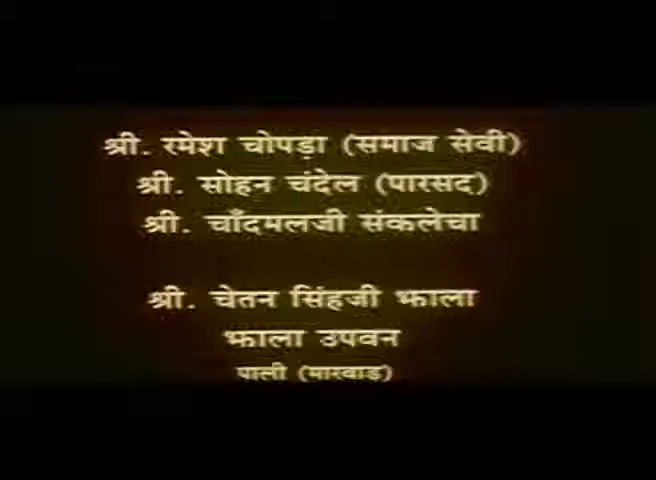 श्री. रमेश चोपड़ा (समाज सेवी)
श्री. सोहन चंदेल (पारसद)
श्री. चाँदमलजी संकलेचा
श्री. चेतन सिंहजी झाला
झाला उपवन
पाली (मारवाड़)